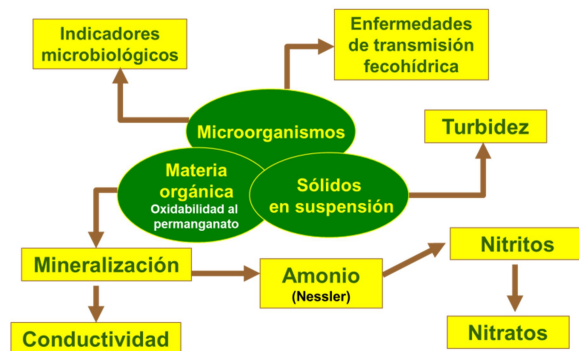 Indicadores
microbiológicos
Enfermedades
de transmisión
fecohídrica
Microorganismos
Turbidez
Materia
orgánica
Oxidabilidad al
permanganato
Sólidos
en suspensión
Mineralización
Amonio
(Nessler)
Nitritos
Conductividad
Nitratos